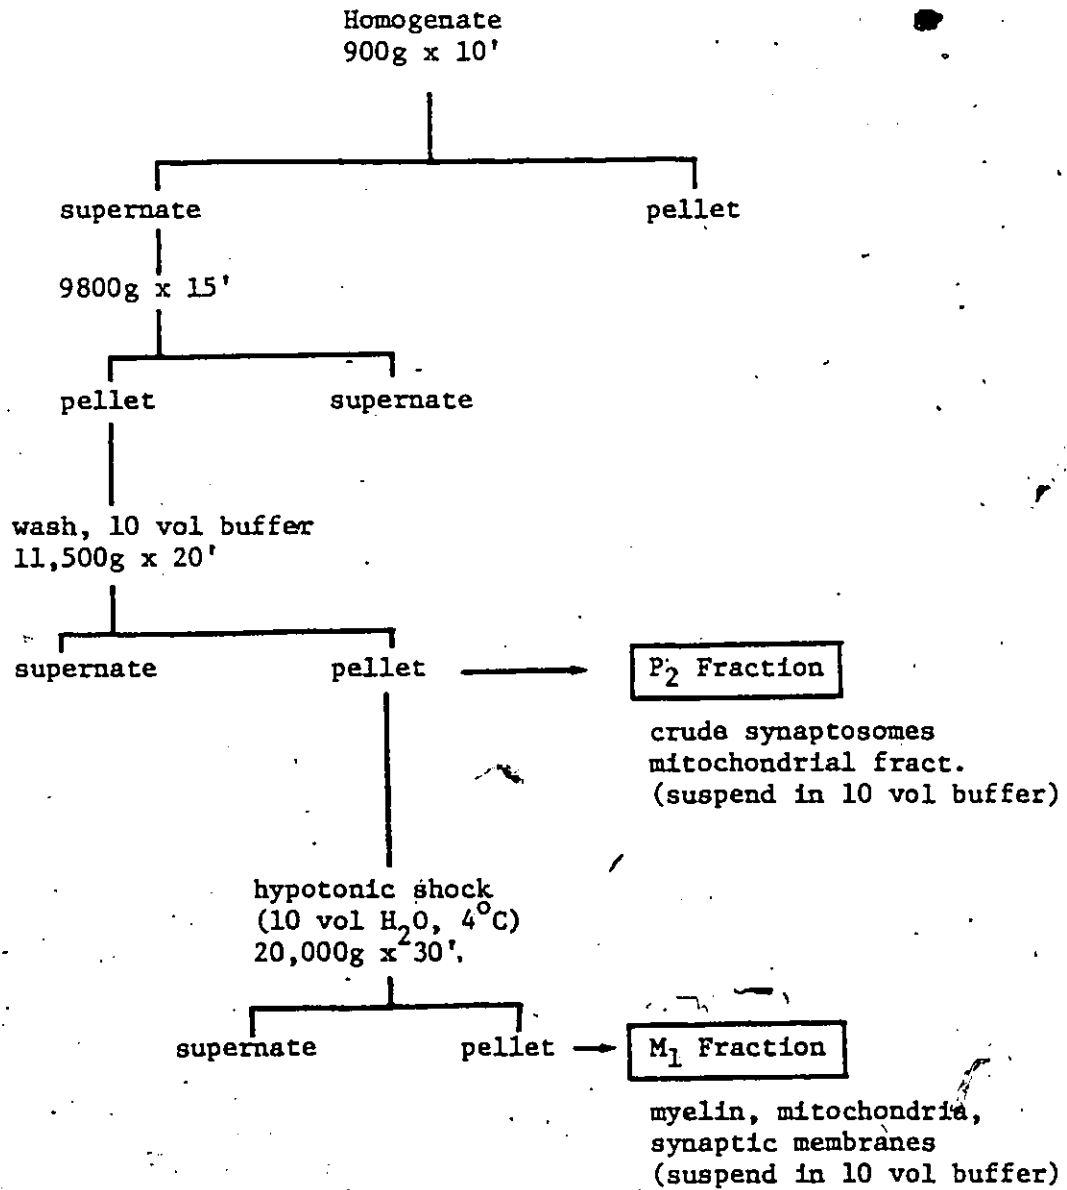 Homogenate
900g x 10'
supernate
pellet
9800g x 15'
pellet
supernate
wash, 10 vol buffer
11,500g x 20'
supernate
pellet
P2 Fraction
crude synaptosomes
mitochondrial fract.
(suspend in 10 vol buffer)
hypotonic shock
(10 vol H2O, 4°C)
20,000g x 30'.
supernate
pellet
M1 Fraction
myelin, mitochondria,
synaptic membranes
(suspend in 10 vol buffer)